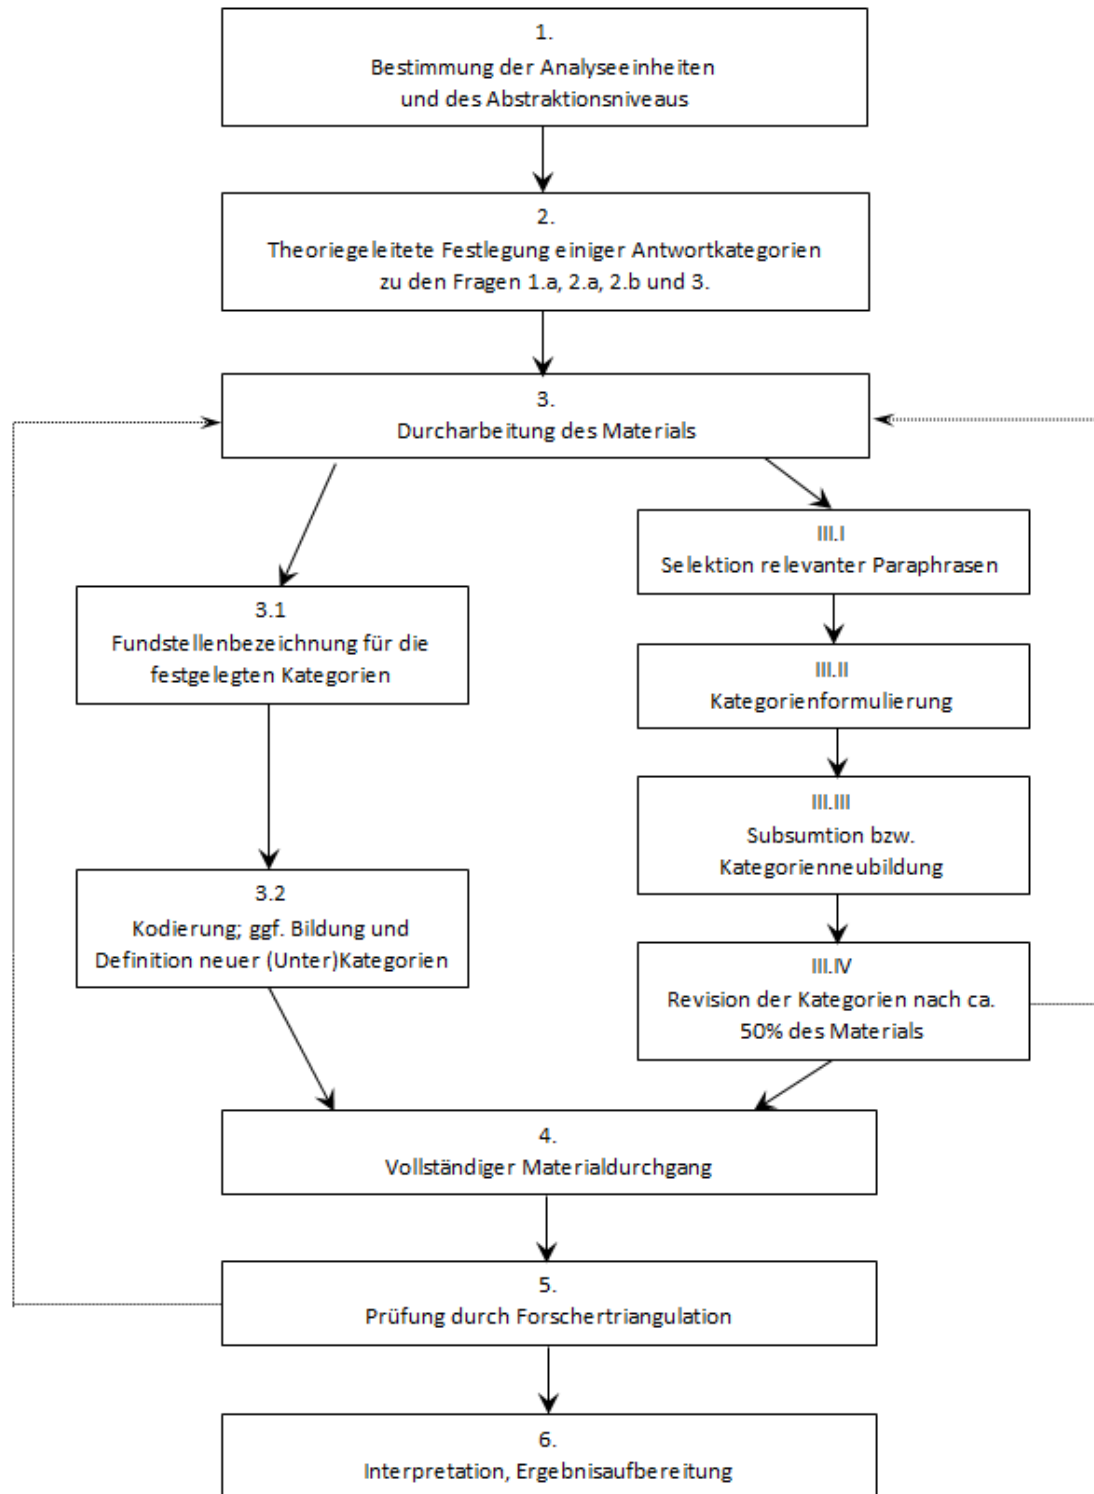 1.
Bestimmung der Analyseeinheiten
und des Abstraktionsniveaus
2.
Theoriegeleitete Festlegung einiger Antwortkategorien
zu den Fragen 1.a, 2.a, 2.b und 3.
3.
Durcharbeitung des Materials
3.1
Fundstellenbezeichnung für die
festgelegten Kategorien
3.2
Kodierung; ggf. Bildung und
Definition neuer (Unter)Kategorien
III.I
Selektion relevanter Paraphrasen
III.II
Kategorienformulierung
III.III
Subsumtion bzw.
Kategorienneubildung
III.IV
Revision der Kategorien nach ca.
50% des Materials
4.
Vollständiger Materialdurchgang
5.
Prüfung durch Forschertriangulation
6.
Interpretation, Ergebnisaufbereitung